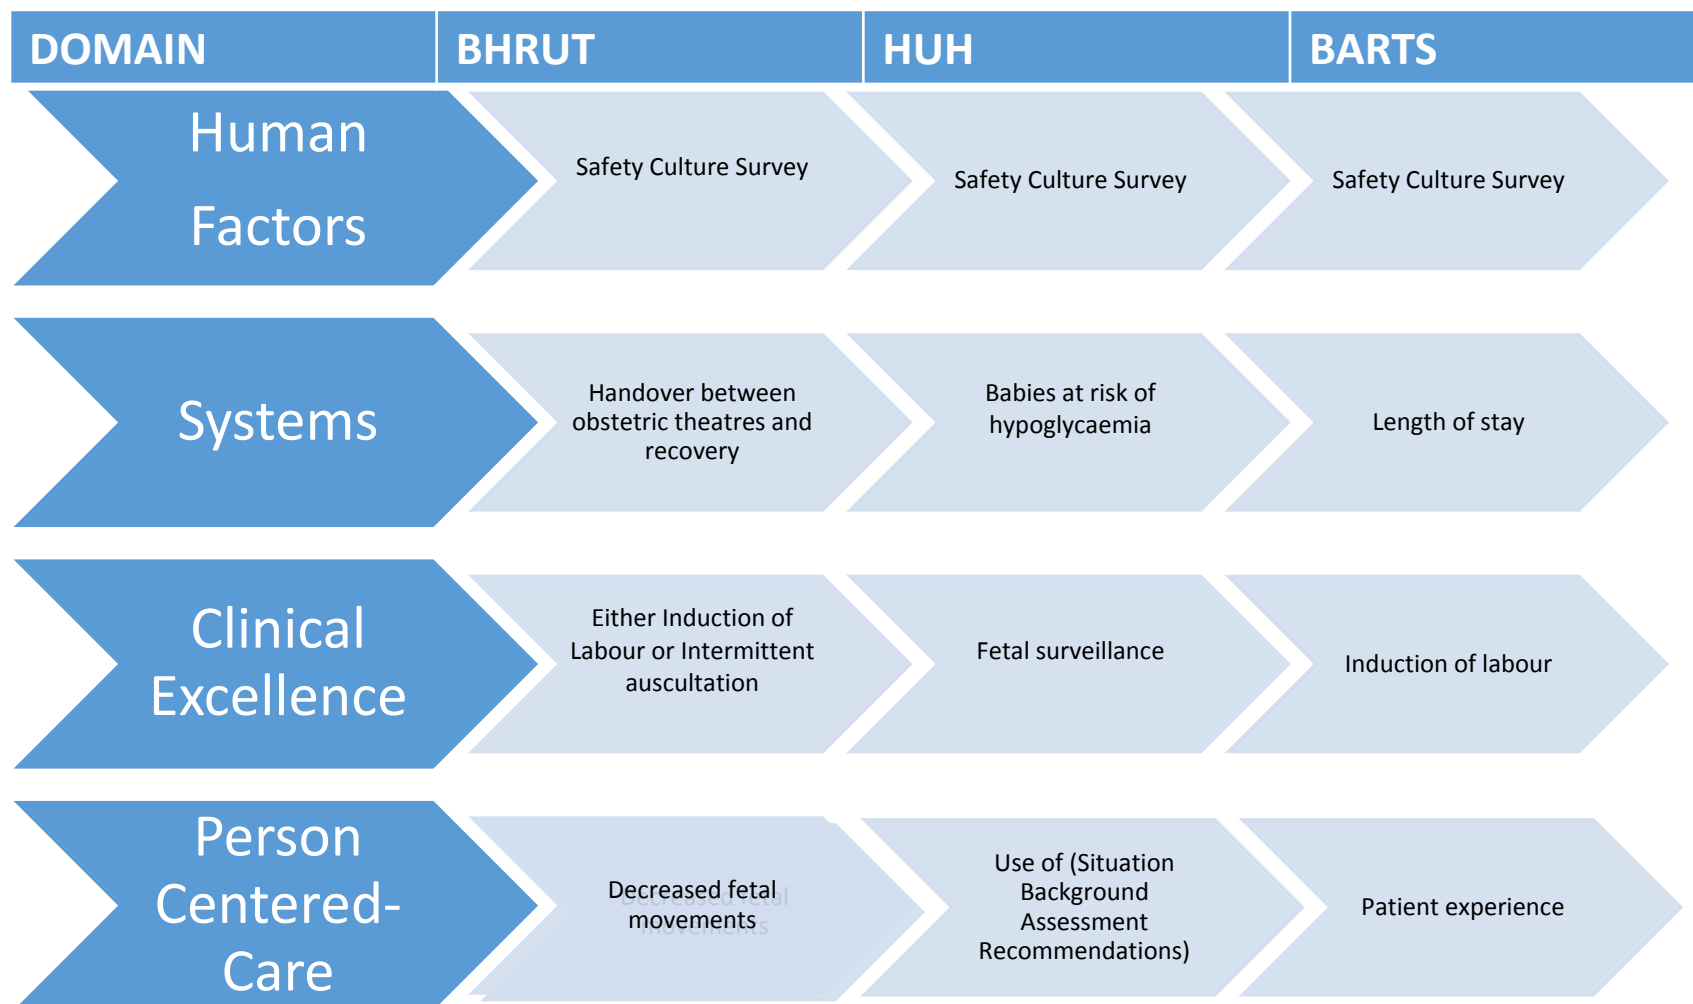 DOMAIN BHRUT HUH BARTS
Human
Factors
Safety Culture Survey
Safety Culture Survey
Safety Culture Survey
Systems
Handover between
obstetric theatres and
recovery
Babies at risk of
hypoglycaemia
Length of stay
Clinical
Excellence
Either Induction of
Labour or Intermittent
auscultation
Fetal surveillance
Induction of labour
Person
Centered-
Care
Decreased fetal
movements
Decreased fetal
movements
Use of (Situation
Background
Assessment
Recommendations)
Patient experience